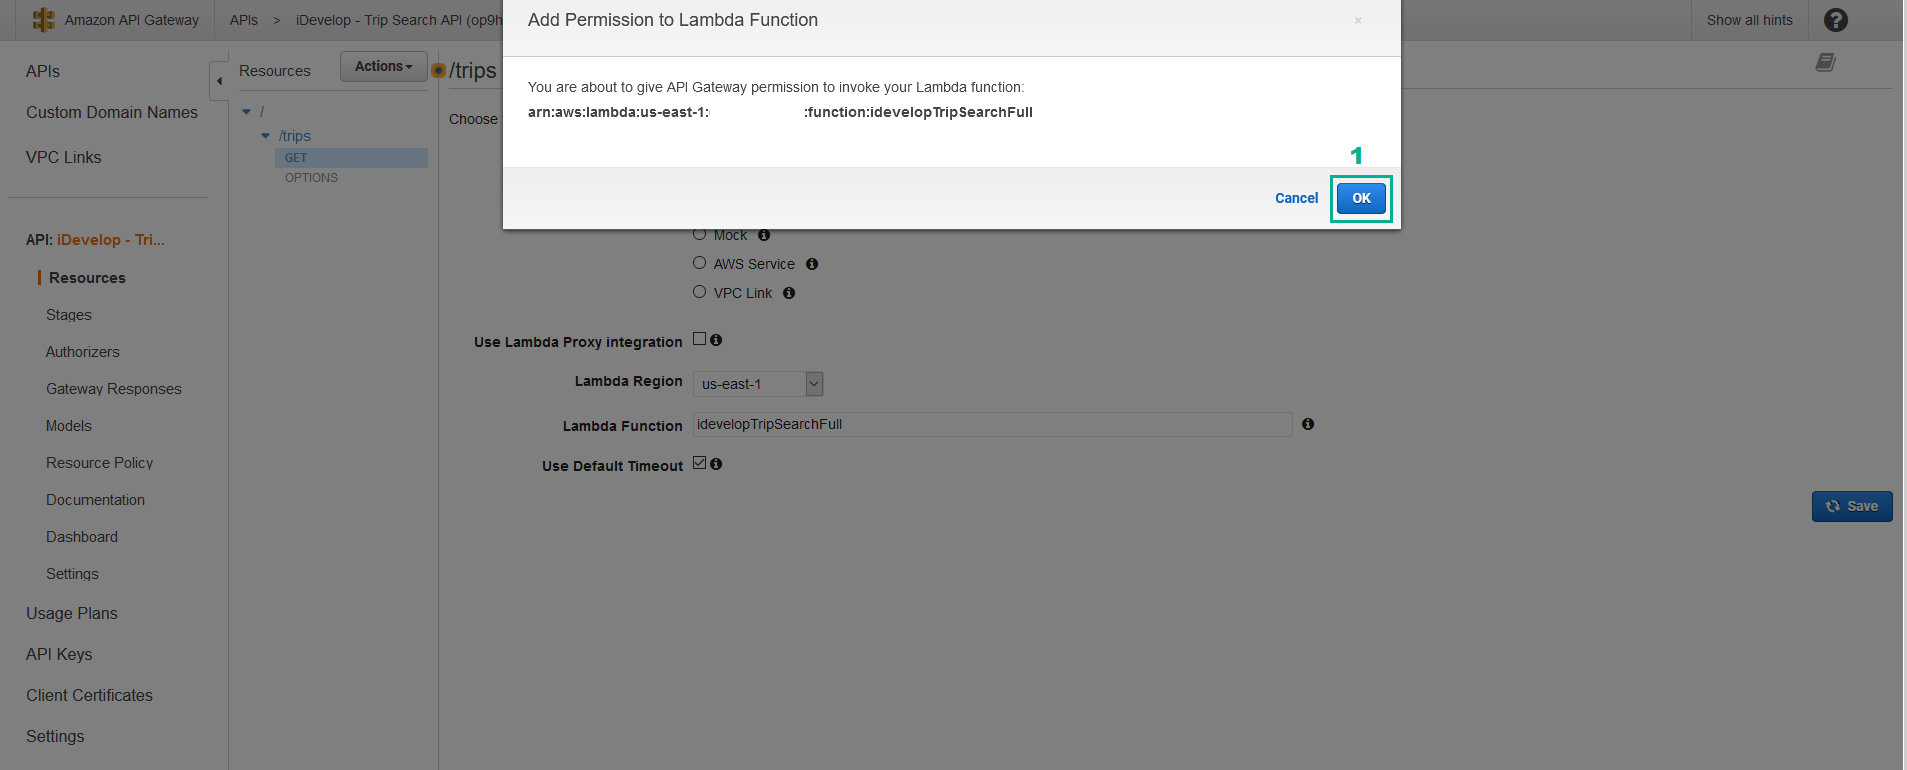 Amazon API Gateway
APIs > iDevelop - Trip Search API (op9h
Show all hints
?
Add Permission to Lambda Function
×
You are about to give API Gateway permission to invoke your Lambda function:
arn:aws:lambda:us-east-1: :function:idevelopTripSearchFull
1
Cancel
OK
APIs
Custom Domain Names
VPC Links
API: iDevelop - Tri...
Resources
Stages
Authorizers
Gateway Responses
Models
Resource Policy
Documentation
Dashboard
Settings
Usage Plans
API Keys
Client Certificates
Settings
Resources
Actions
/
/trips
GET
OPTIONS
/trips
Choose
Mock
AWS Service
VPC Link
Use Lambda Proxy integration
Lambda Region
us-east-1
Lambda Function
idevelopTripSearchFull
Use Default Timeout
Save